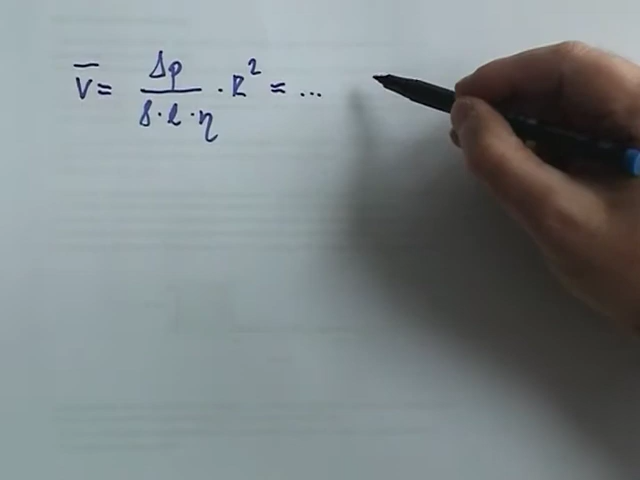 v̅ = Δp / 8·l·η · R² ≈ ...